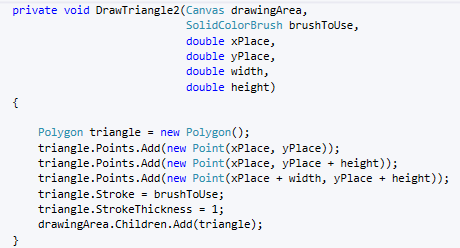 private void DrawTriangle2(Canvas drawingArea,
SolidColorBrush brushToUse,
double xPlace,
double yPlace,
double width,
double height)
{
Polygon triangle = new Polygon();
triangle.Points.Add(new Point(xPlace, yPlace));
triangle.Points.Add(new Point(xPlace, yPlace + height));
triangle.Points.Add(new Point(xPlace + width, yPlace + height));
triangle.Stroke = brushToUse;
triangle.StrokeThickness = 1;
drawingArea.Children.Add(triangle);
}